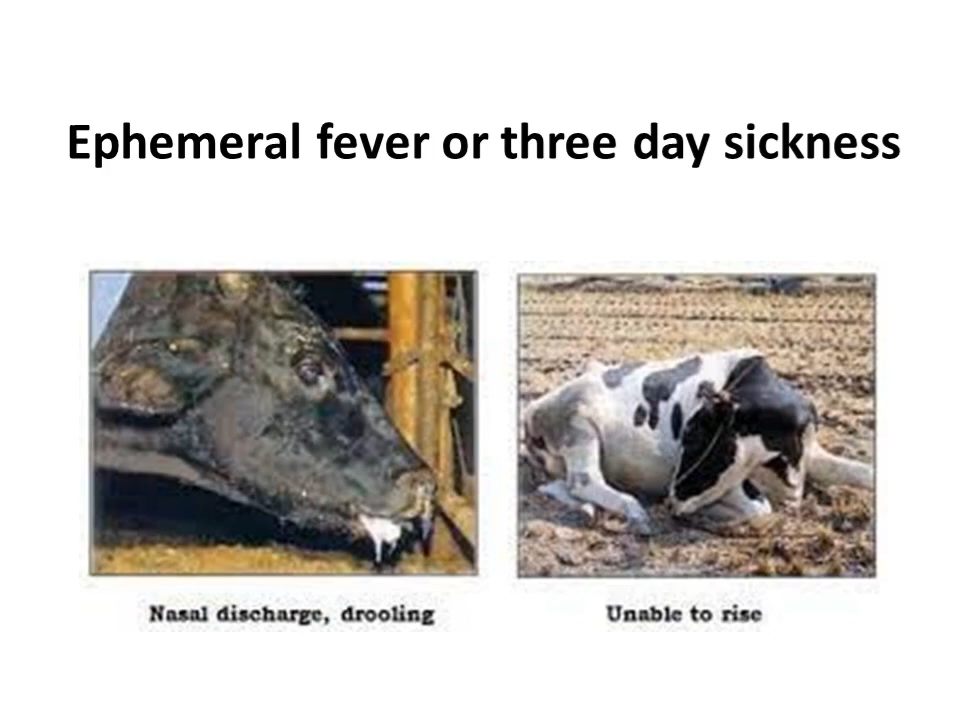 Ephemeral fever or three day sickness
Nasal discharge, drooling
Unable to rise